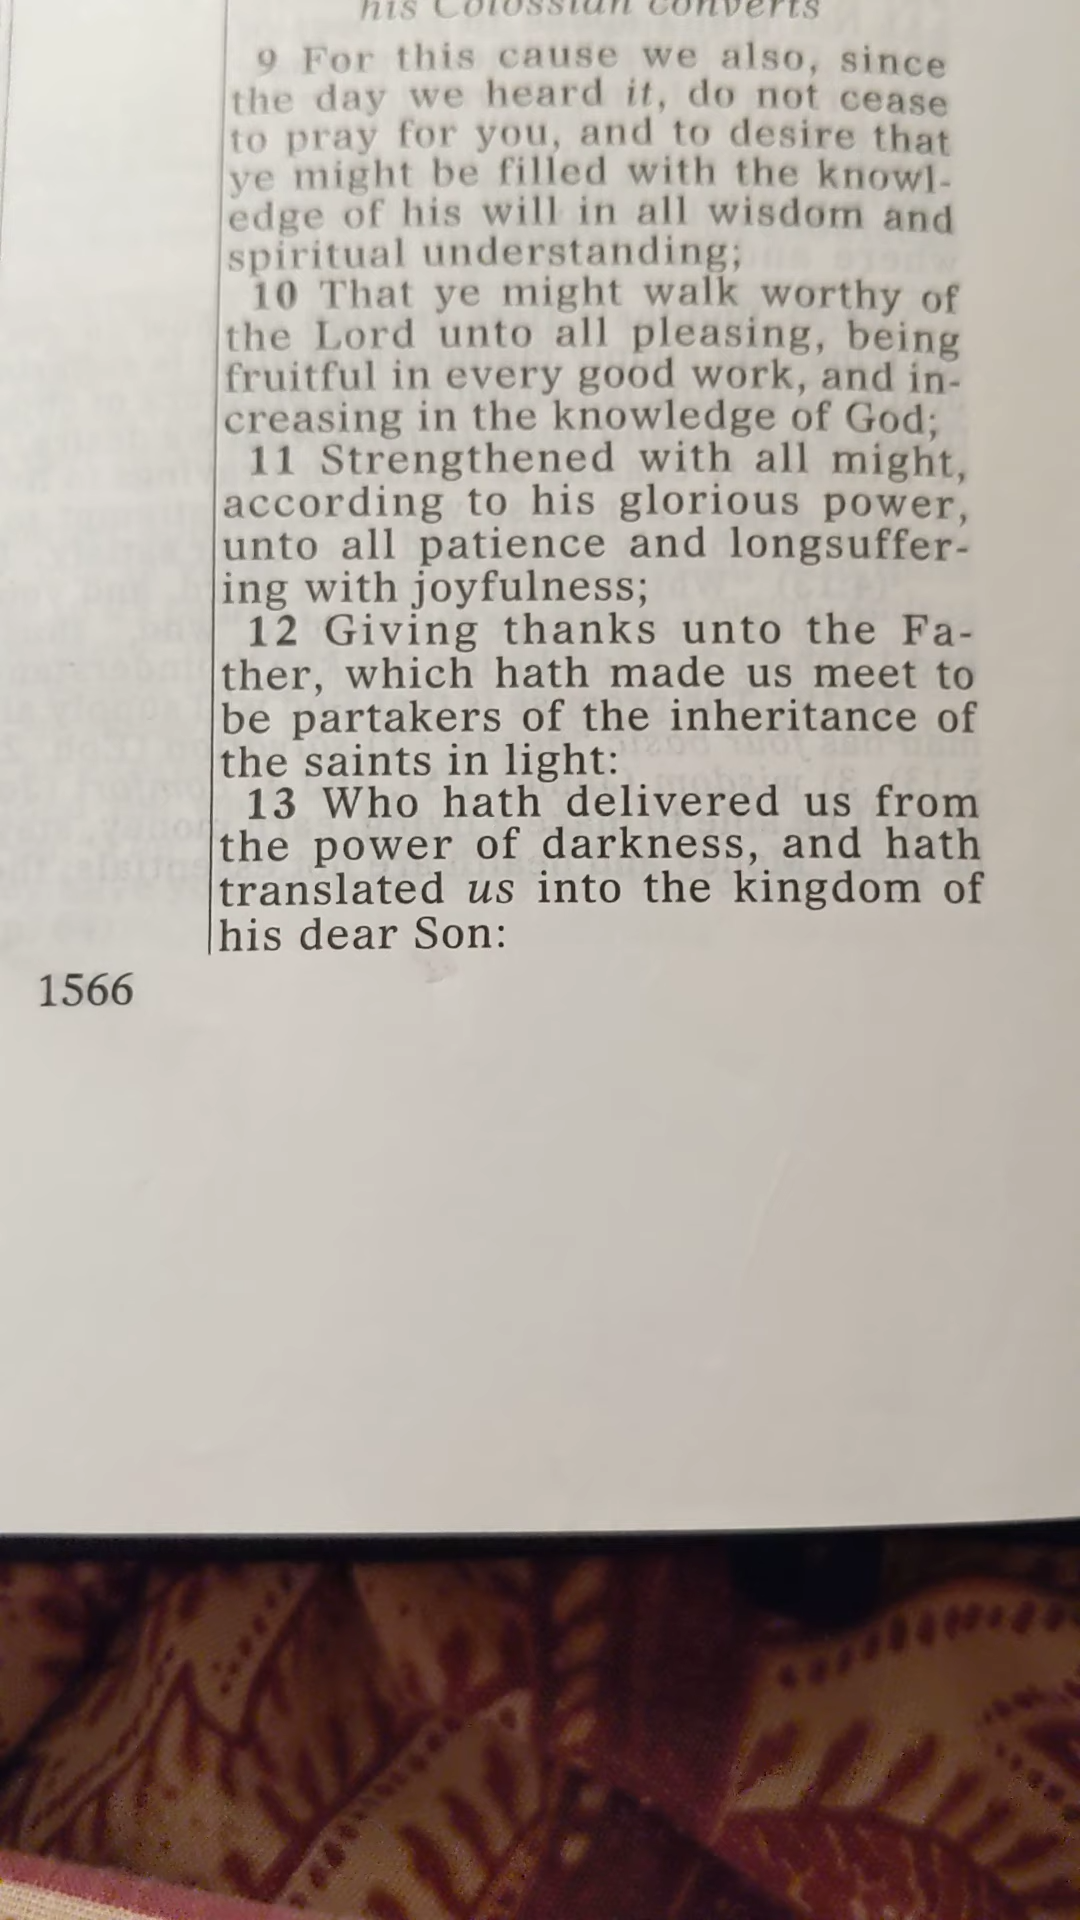 his Colossian converts
9 For this cause we also, since
the day we heard it, do not cease
to pray for you, and to desire that
ye might be filled with the knowl-
edge of his will in all wisdom and
spiritual understanding;
10 That ye might walk worthy of
the Lord unto all pleasing, being
fruitful in every good work, and in-
creasing in the knowledge of God;
11 Strengthened with all might,
according to his glorious power,
unto all patience and longsuffer-
ing with joyfulness;
12 Giving thanks unto the Fa-
ther, which hath made us meet to
be partakers of the inheritance of
the saints in light:
13 Who hath delivered us from
the power of darkness, and hath
translated us into the kingdom of
his dear Son:
1566